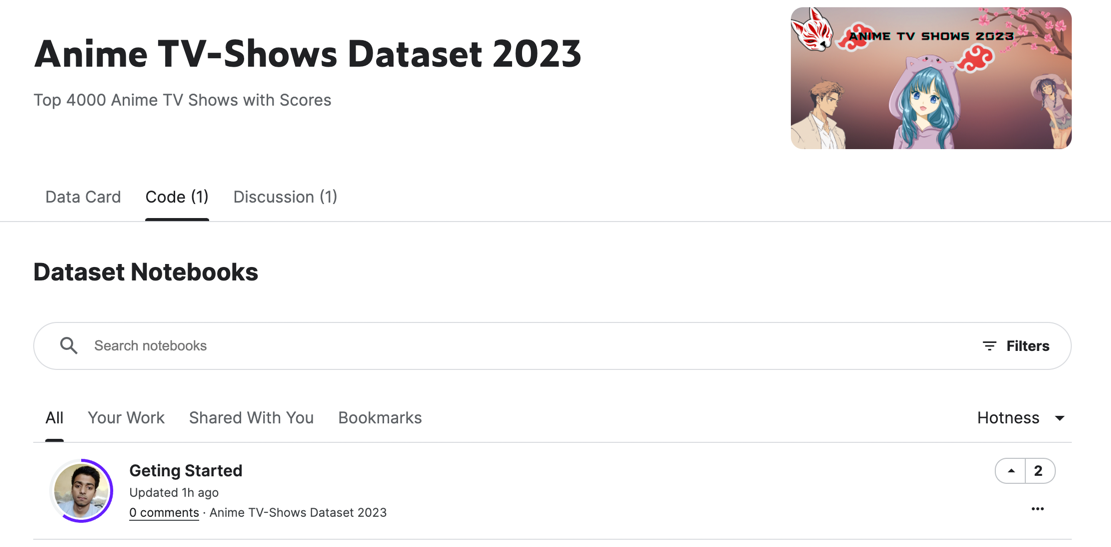 Anime TV-Shows Dataset 2023
Top 4000 Anime TV Shows with Scores
ANIME TV SHOWS 2023
Data Card Code (1) Discussion (1)
Dataset Notebooks
Search notebooks Filters
All Your Work Shared With You Bookmarks Hotness
Geting Started 2
Updated 1h ago
0 comments · Anime TV-Shows Dataset 2023